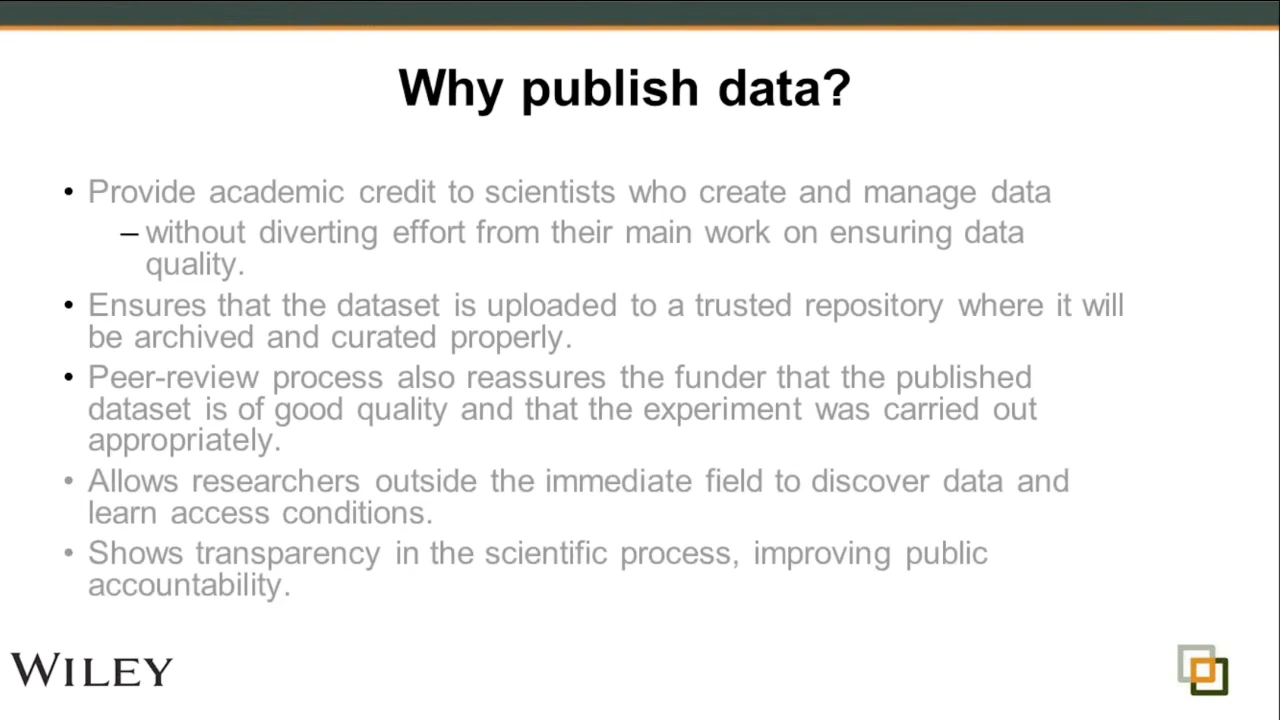 Why publish data?
• Provide academic credit to scientists who create and manage data
– without diverting effort from their main work on ensuring data
quality.
• Ensures that the dataset is uploaded to a trusted repository where it will
be archived and curated properly.
• Peer-review process also reassures the funder that the published
dataset is of good quality and that the experiment was carried out
appropriately.
• Allows researchers outside the immediate field to discover data and
learn access conditions.
• Shows transparency in the scientific process, improving public
accountability.
WILEY